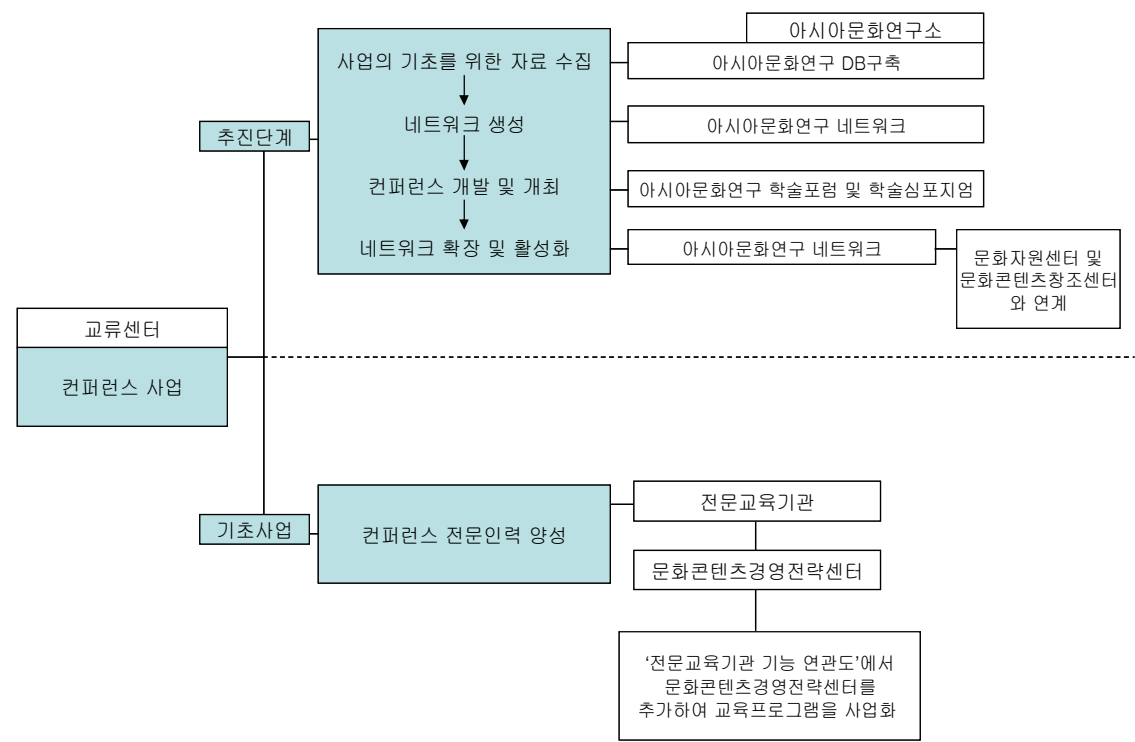 아시아문화연구소
사업의 기초를 위한 자료 수집
아시아문화연구 DB구축
네트워크 생성
아시아문화연구 네트워크
추진단계
컨퍼런스 개발 및 개최
아시아문화연구 학술포럼 및 학술심포지엄
네트워크 확장 및 활성화
아시아문화연구 네트워크
문화자원센터 및
문화콘텐츠창조센터
와 연계
교류센터
컨퍼런스 사업
기초사업
컨퍼런스 전문인력 양성
전문교육기관
문화콘텐츠경영전략센터
‘전문교육기관 기능 연관도’에서
문화콘텐츠경영전략센터를
추가하여 교육프로그램을 사업화